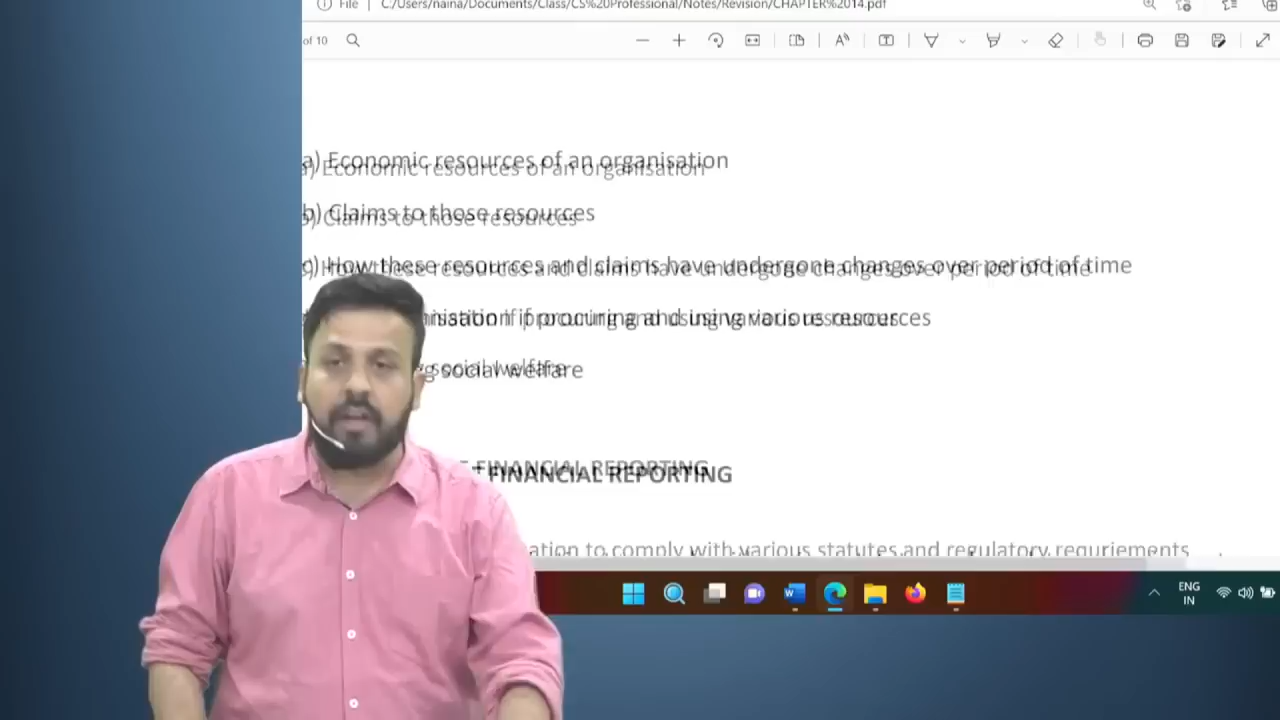 File | C:/Users/naina/Documents/Class/CS%20Professional/Notes/Revision/CHAPTER%2014.pdf
of 10
a) Economic resources of an organisation
b) Claims to those resources
c) How these resources and claims have undergone changes over period of time
if procuring and using various resources
social welfare
FINANCIAL REPORTING
to comply with various statutes and regulatory requriements
ENG
IN